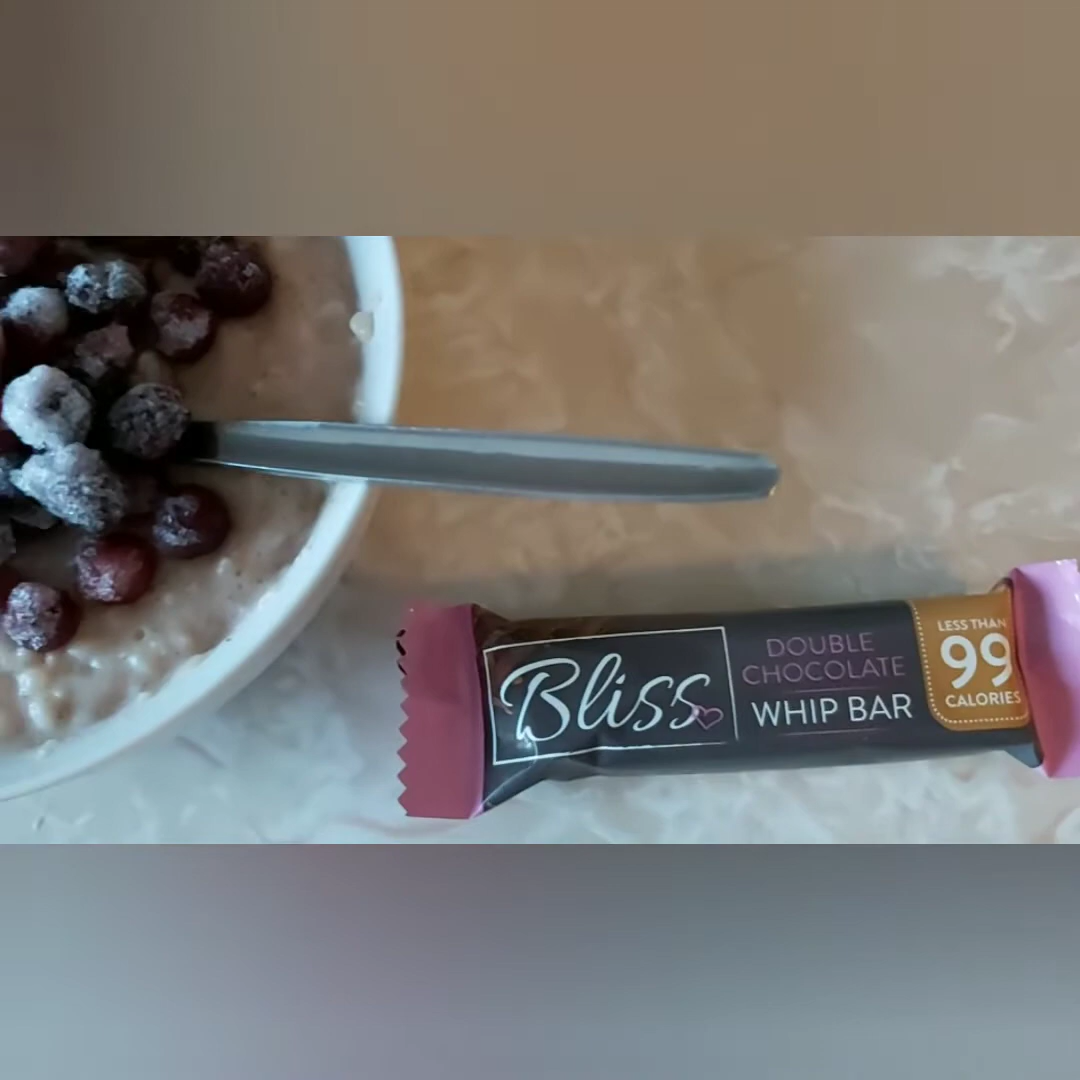 Bliss
DOUBLE
CHOCOLATE
WHIP BAR
LESS THAN
99
CALORIES